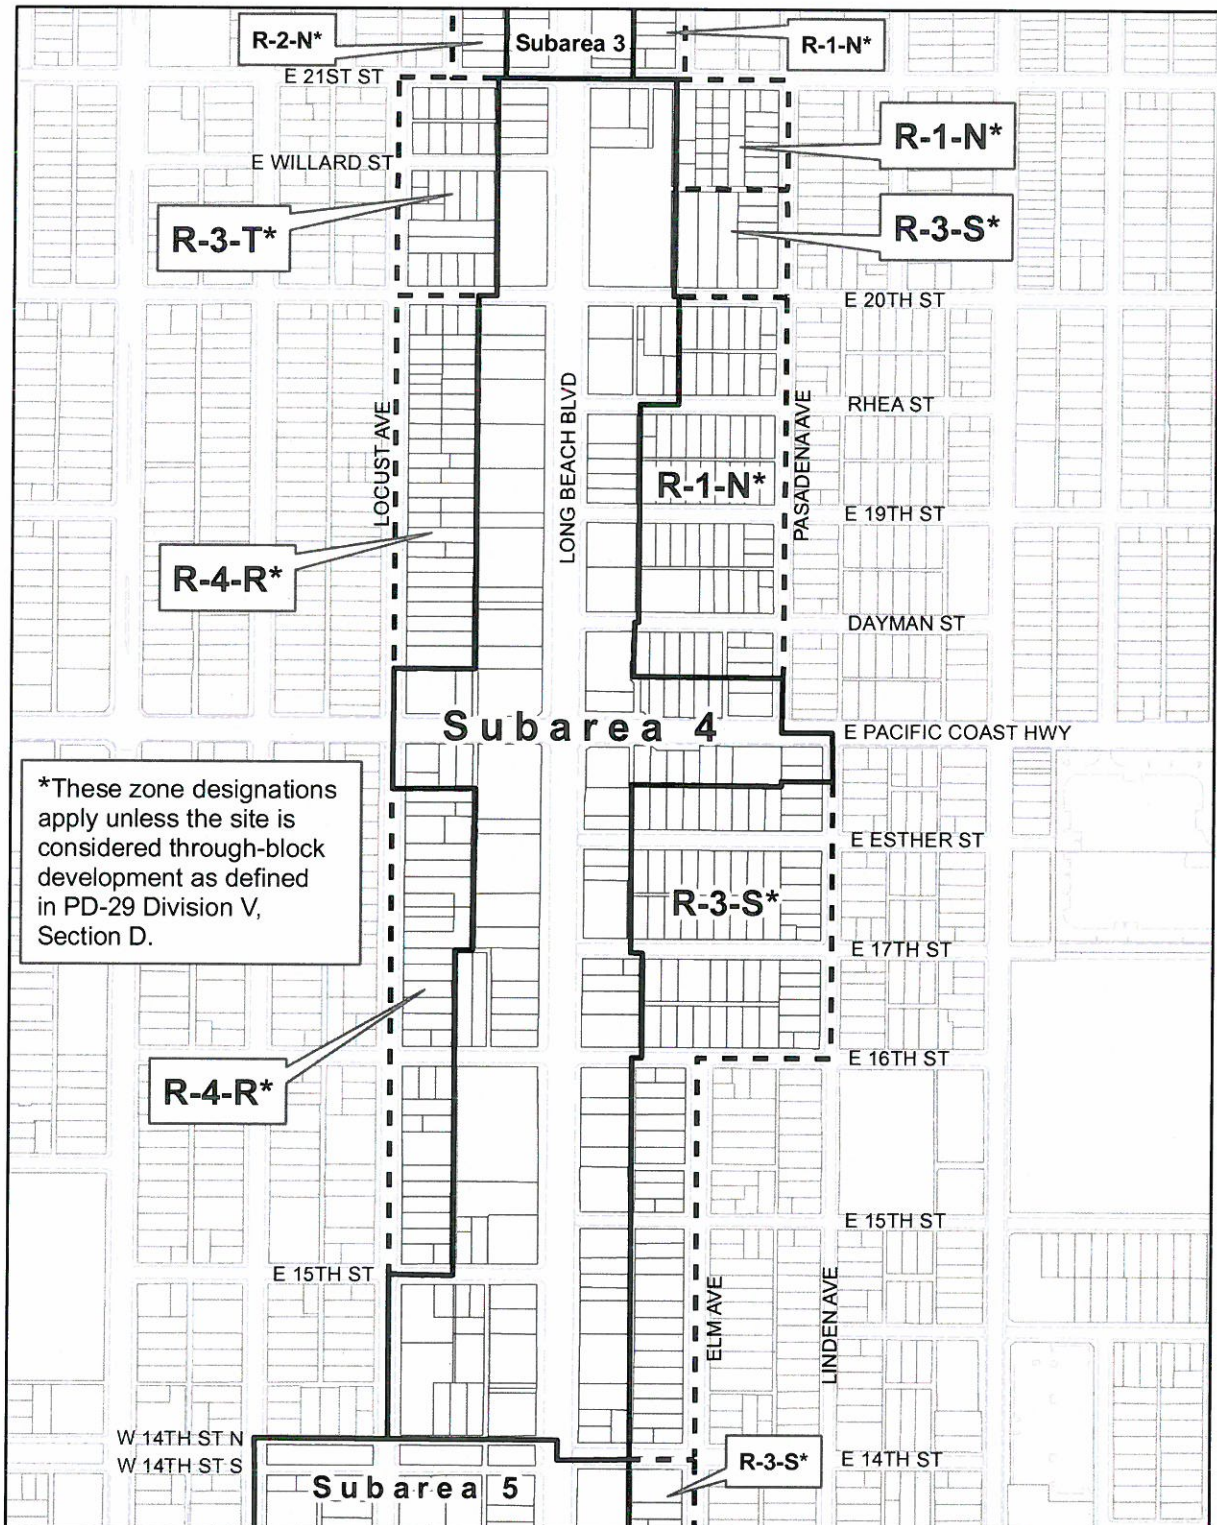 R-2-N*
Subarea 3
R-1-N*
E 21ST ST
R-1-N*
E WILLARD ST
R-3-T*
R-3-S*
E 20TH ST
LOCUST AVE
LONG BEACH BLVD
PASADENA AVE
RHEA ST
R-1-N*
E 19TH ST
R-4-R*
DAYMAN ST
Subarea 4
E PACIFIC COAST HWY
*These zone designations
apply unless the site is
considered through-block
development as defined
in PD-29 Division V,
Section D.
E ESTHER ST
R-3-S*
E 17TH ST
R-4-R*
E 16TH ST
E 15TH ST
E 15TH ST
ELM AVE
LINDEN AVE
W 14TH ST N
W 14TH ST S
R-3-S*
E 14TH ST
Subarea 5